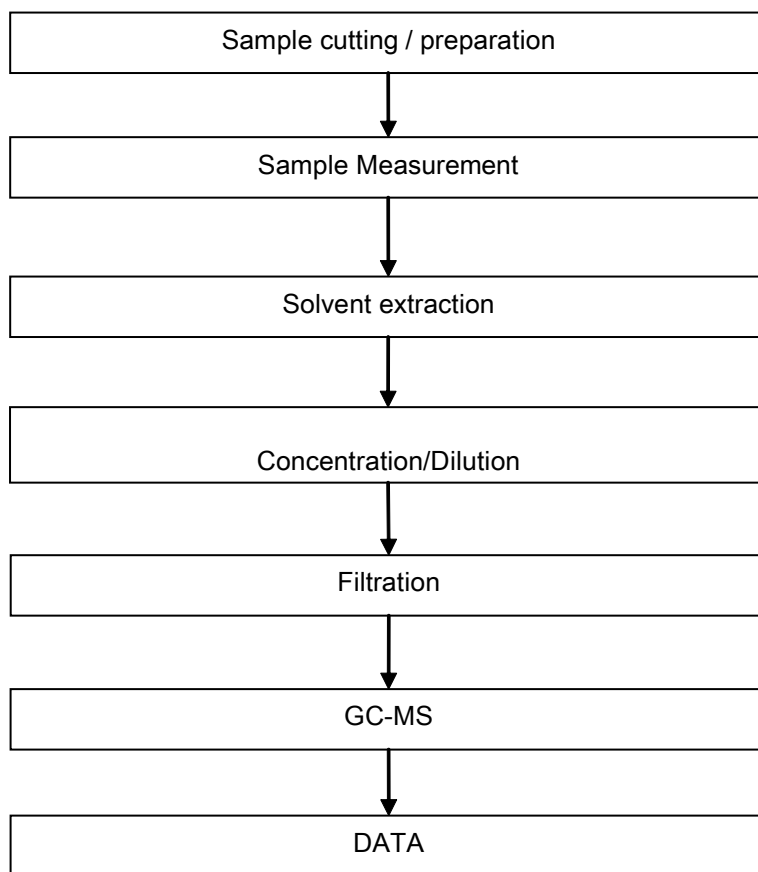 Sample cutting / preparation
Sample Measurement
Solvent extraction
Concentration/Dilution
Filtration
GC-MS
DATA